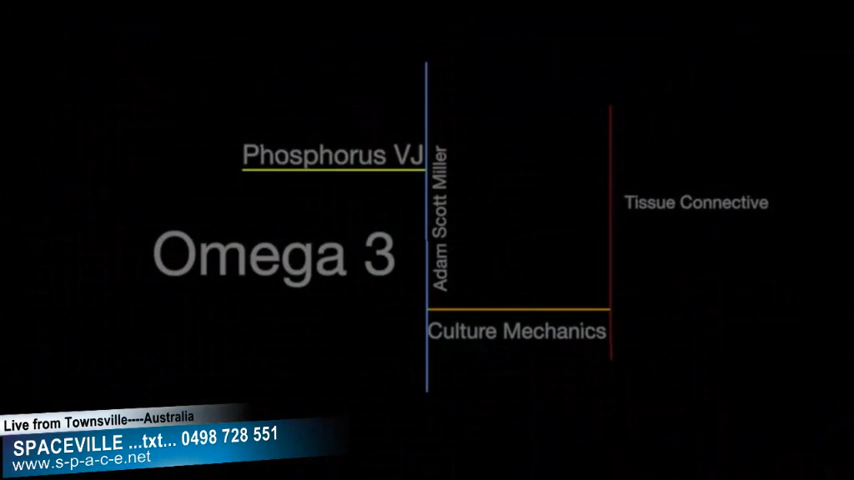 Phosphorus VJ
Adam Scott Miller
Tissue Connective
Omega 3
Culture Mechanics
Live from Townsville----Australia
SPACEVILLE ...txt... 0498 728 551
www.s-p-a-c-e.net